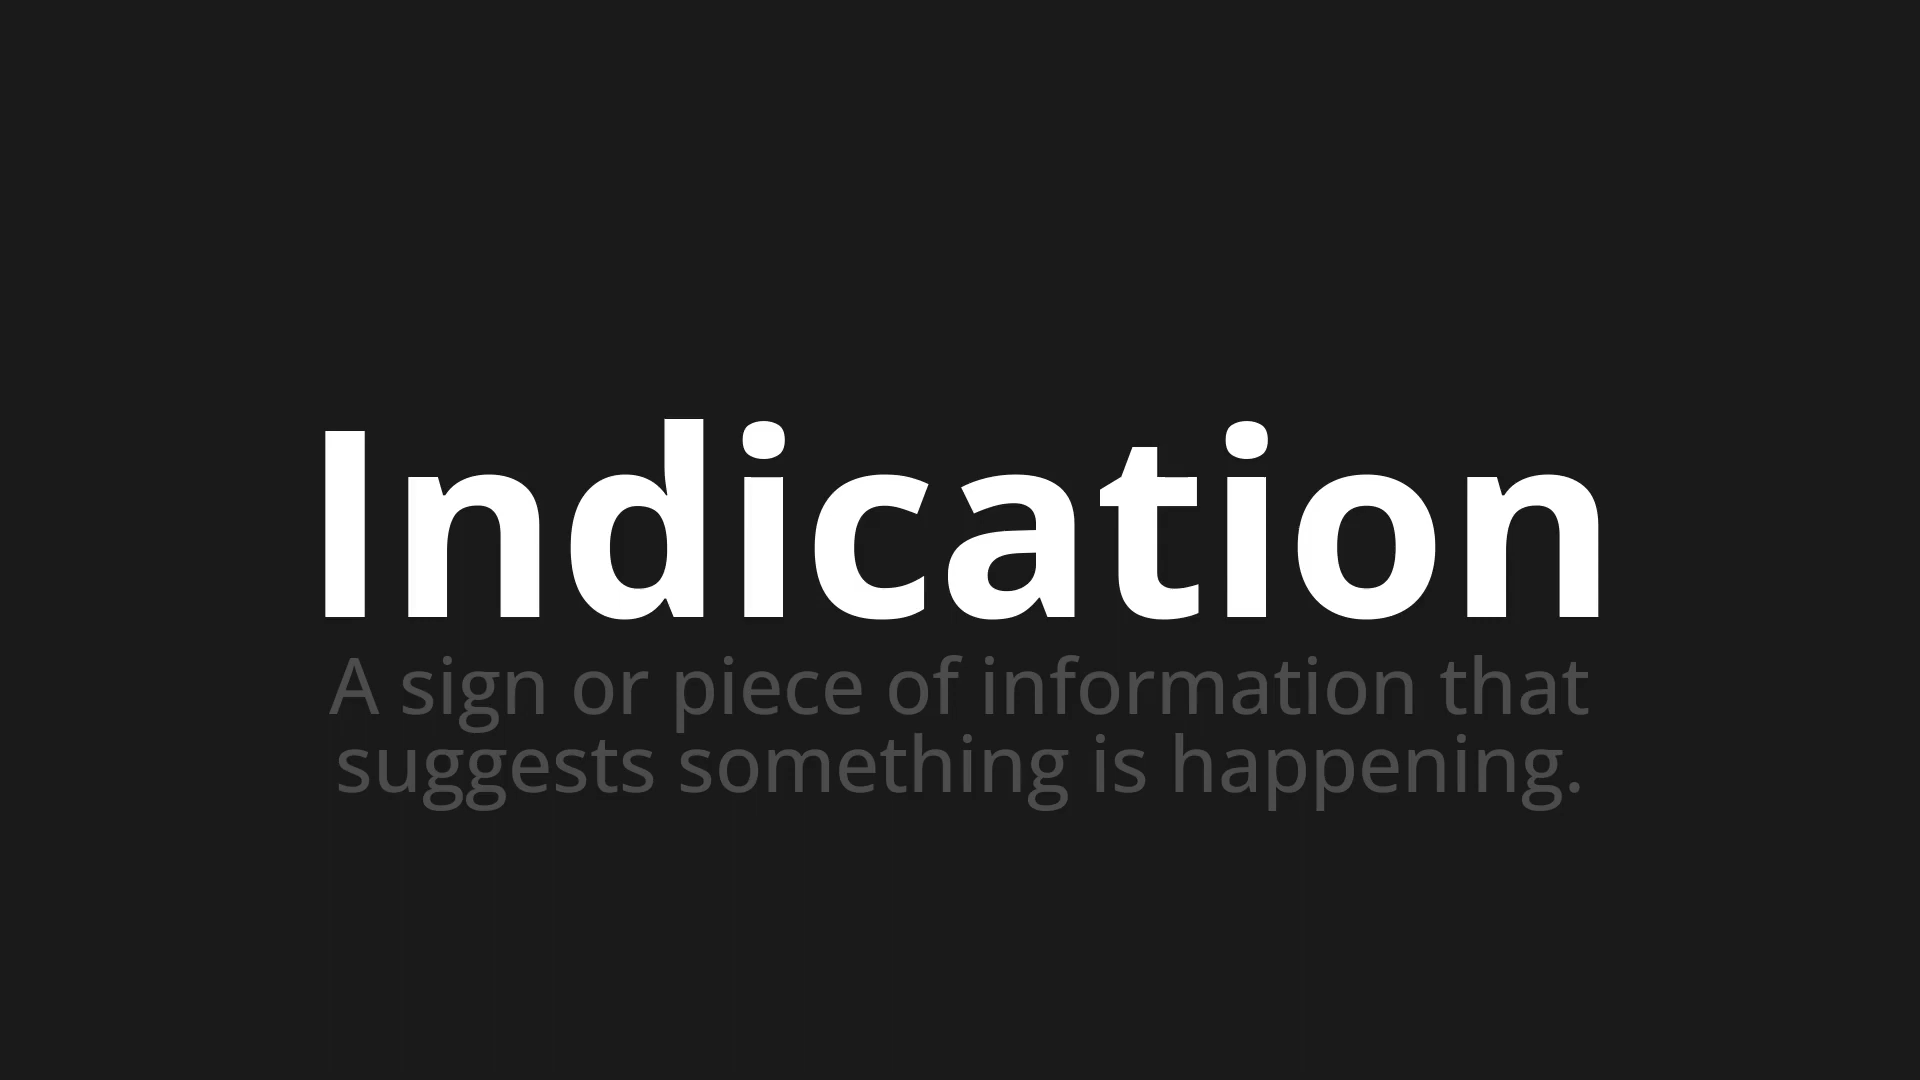 Indication
A sign or piece of information that
suggests something is happening.